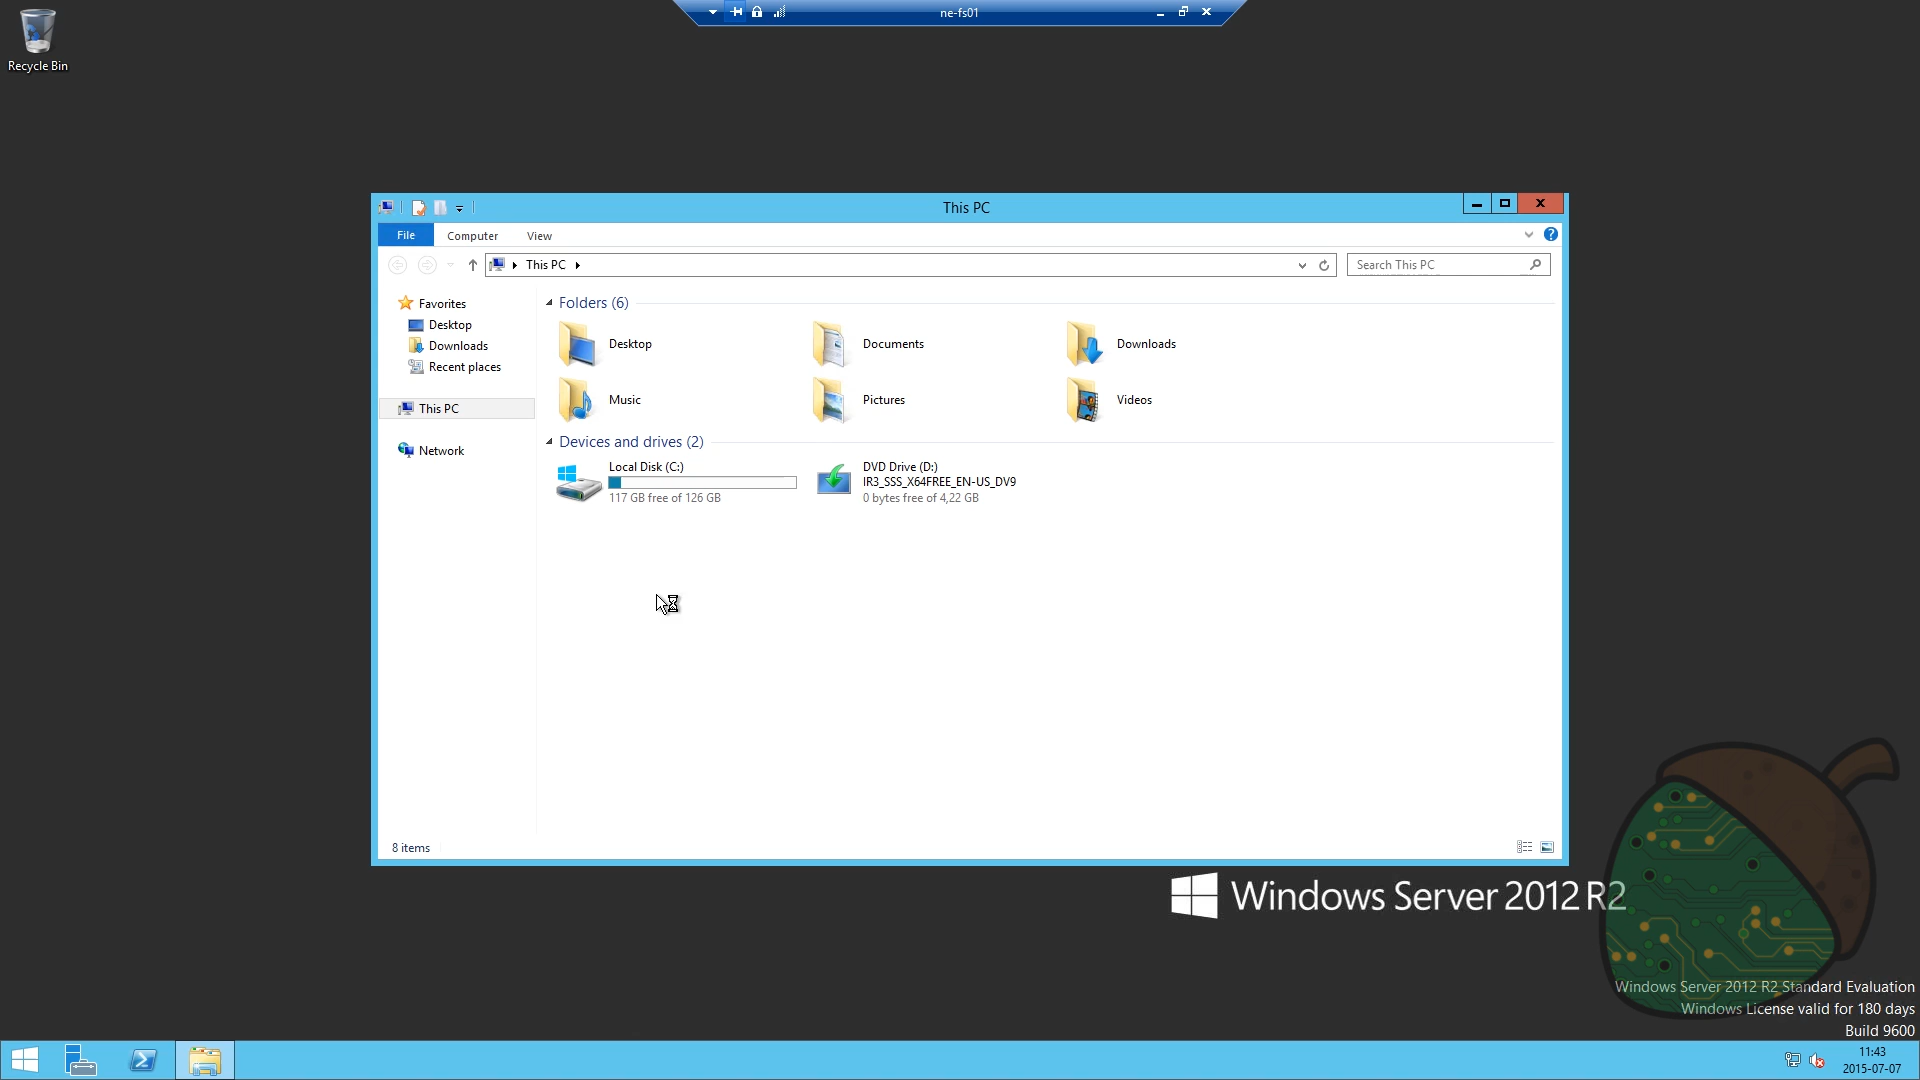 ne-fs01
Recycle Bin
This PC
File
Computer
View
This PC
Search This PC
Favorites
Desktop
Downloads
Recent places
This PC
Network
Folders (6)
Desktop
Documents
Downloads
Music
Pictures
Videos
Devices and drives (2)
Local Disk (C:)
117 GB free of 126 GB
DVD Drive (D:)
IR3_SSS_X64FREE_EN-US_DV9
0 bytes free of 4,22 GB
8 items
Windows Server 2012 R2
Windows Server 2012 R2 Standard Evaluation
Windows License valid for 180 days
Build 9600
11:43
2015-07-07